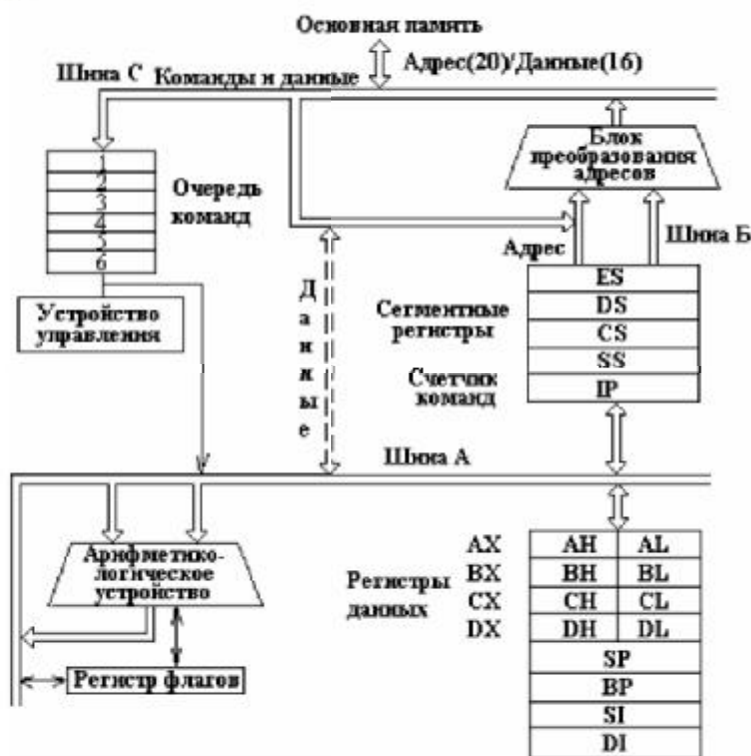 Основная память
Адрес(20)/Данные(16)
Шина С
Команды и данные
Блок
преобразования
адресов
1
2
3
4
5
6
Очередь
команд
Адрес
Шина Б
Устройство
управления
Данные
Сегментные
регистры
ES
DS
CS
SS
Счетчик
команд
IP
Шина А
Арифметико-
логическое
устройство
Регистр флагов
Регистры
данных
AX AH AL
BX BH BL
CX CH CL
DX DH DL
SP
BP
SI
DI